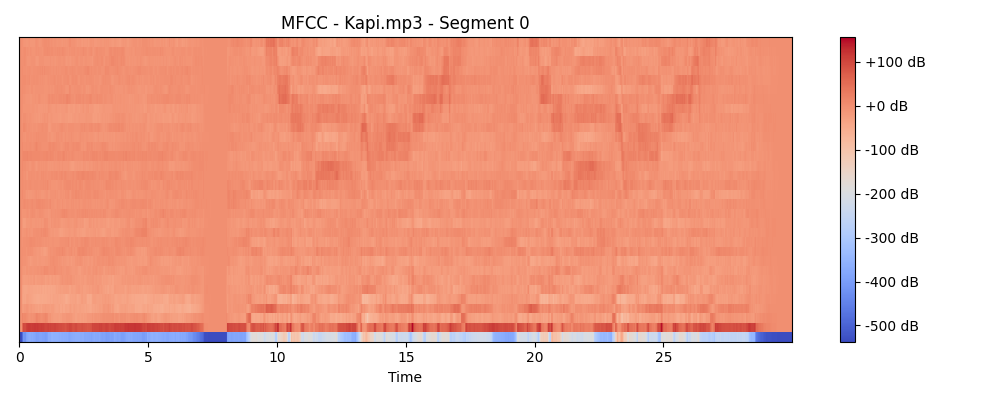 MFCC - Kapi.mp3 - Segment 0
+100 dB
+0 dB
-100 dB
-200 dB
-300 dB
-400 dB
-500 dB
0 5 10 15 20 25
Time